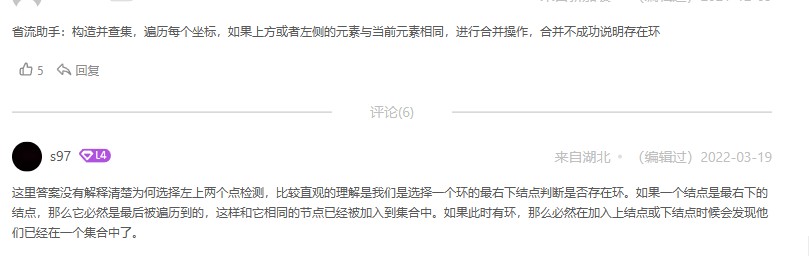 省流助手：构造并查集，遍历每个坐标，如果上方或者左侧的元素与当前元素相同，进行合并操作，合并不成功说明存在环
5 回复
评论(6)
s97 L4 来自湖北 • （编辑过）2022-03-19
这里答案没有解释清楚为何选择左上两个点检测，比较直观的理解是我们是选择一个环的最右下结点判断是否存在环。如果一个结点是最右下的
结点，那么它必然是最后被遍历到的，这样和它相同的节点已经被加入到集合中。如果此时有环，那么必然在加入上结点或下结点时候会发现他
们已经在一个集合中了。